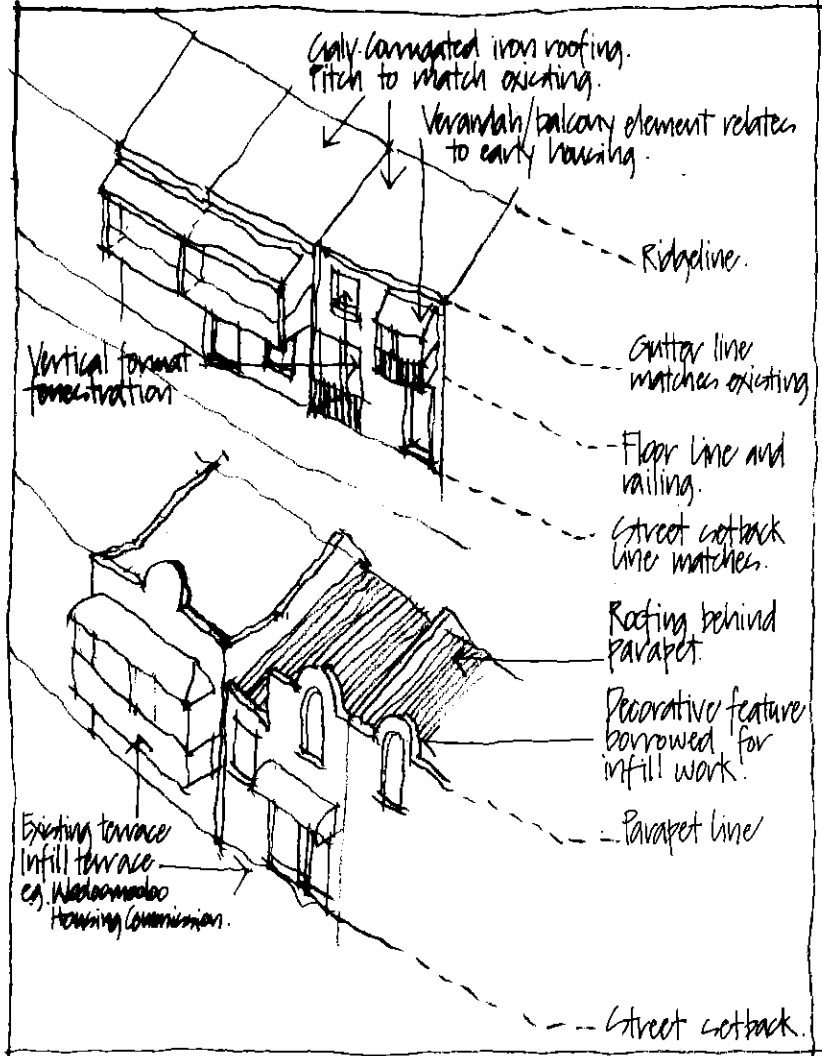 Galv. Corrugated iron roofing.
Pitch to match existing.
Verandah/balcony element relates
to early housing.
Ridgeline.
Gutter line
matches existing
Vertical format
fenestration
Floor line and
railing.
Street setback
line matches.
Roofing behind
parapet.
Decorative feature
borrowed for
infill work.
Parapet line
Existing terrace
Infill terrace
eg. Woolloomooloo
Housing Commission.
Street setback.